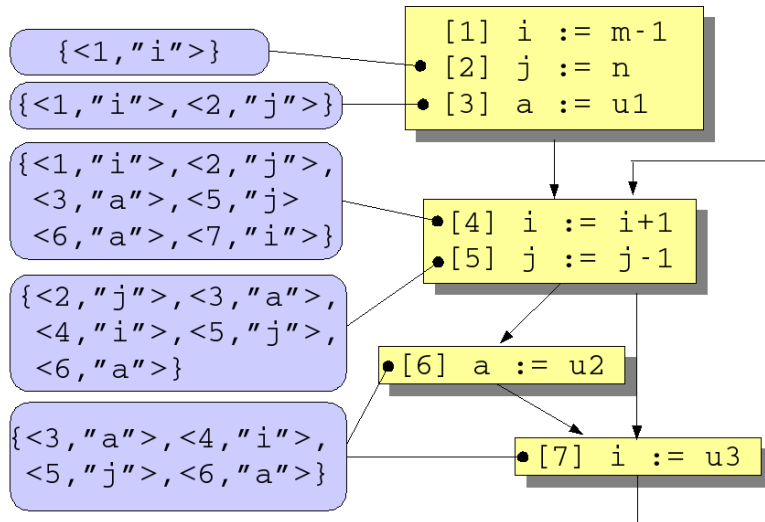 {<1,″i″>}
{<1,″i″>,<2,″j″>}
{<1,″i″>,<2,″j″>,
<3,″a″>,<5,″j>
<6,″a″>,<7,″i″>}
{<2,″j″>,<3,″a″>,
<4,″i″>,<5,″j″>,
<6,″a″>}
{<3,″a″>,<4,″i″>,
<5,″j″>,<6,″a″>}
[1] i := m-1
[2] j := n
[3] a := u1
[4] i := i+1
[5] j := j-1
[6] a := u2
[7] i := u3